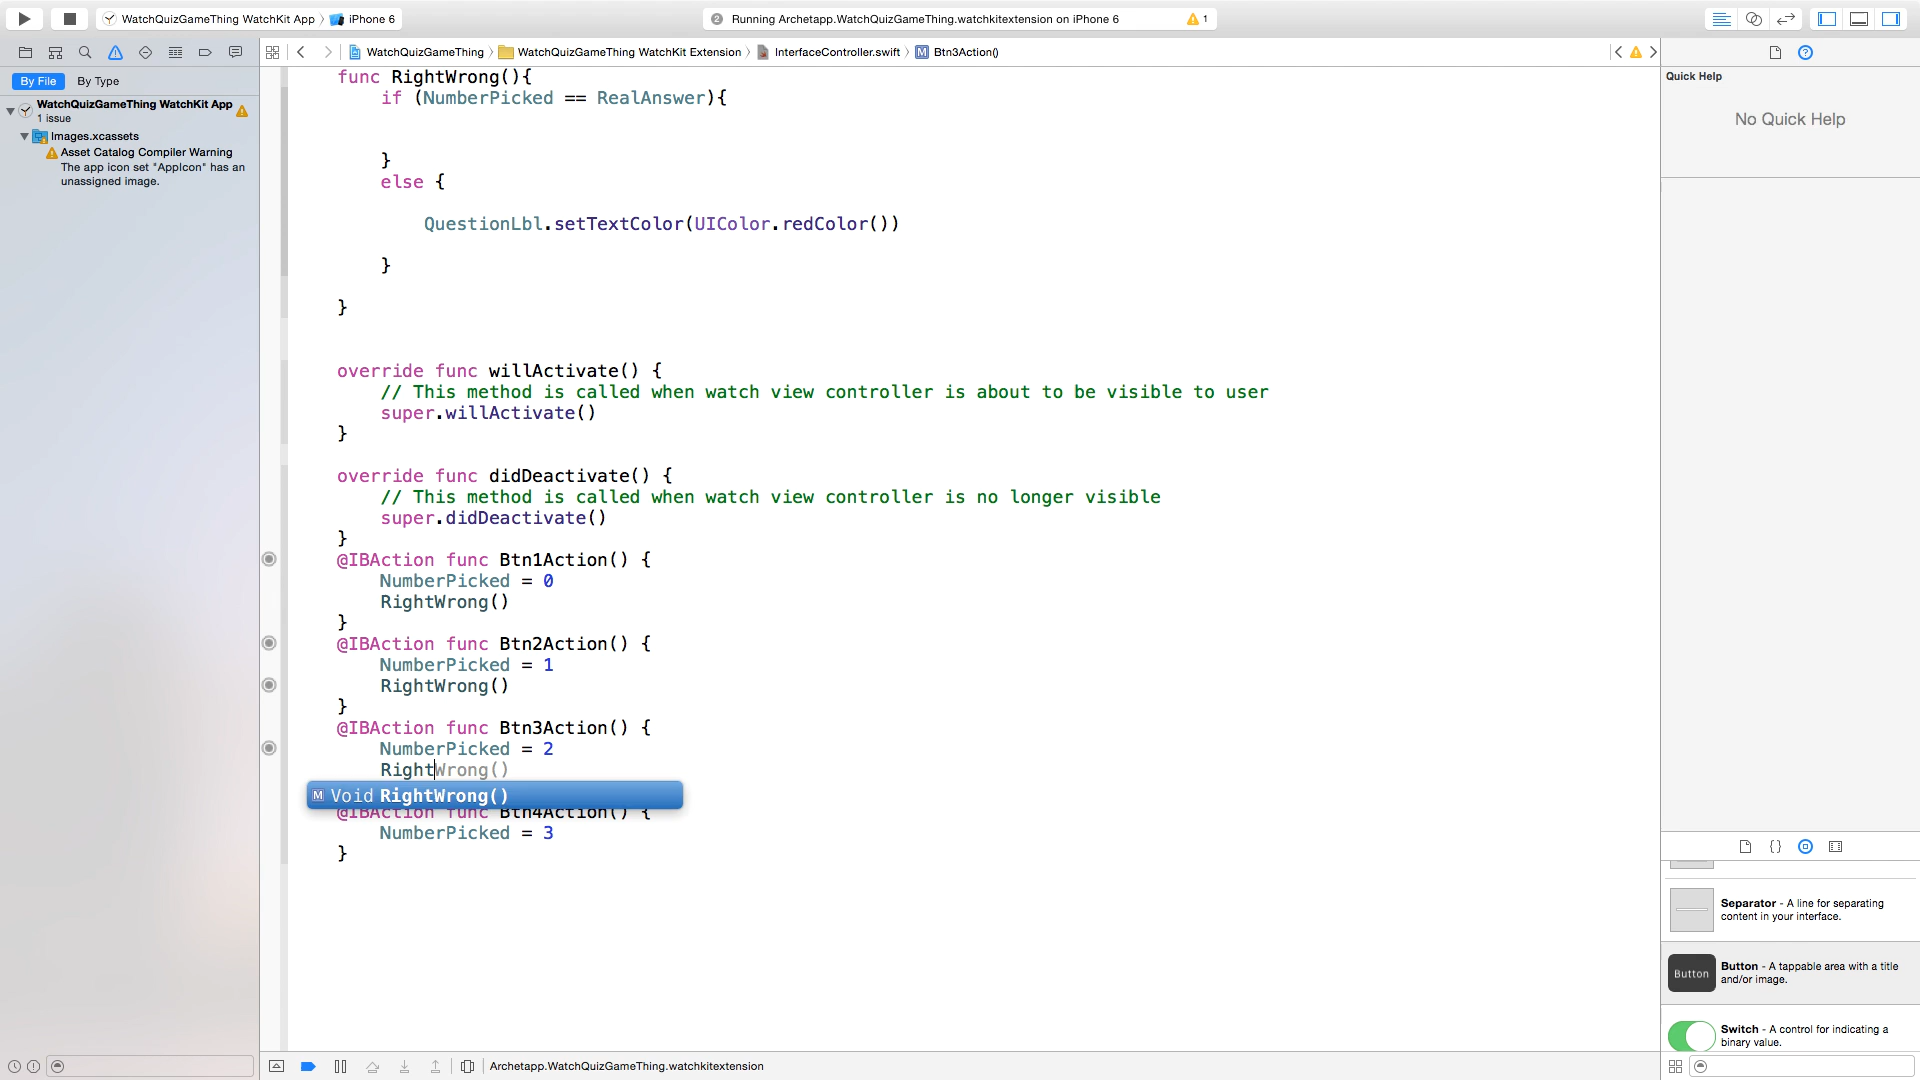 WatchQuizGameThing WatchKit App
iPhone 6
2
Running Archetapp.WatchQuizGameThing.watchkitextension on iPhone 6
1
WatchQuizGameThing
WatchQuizGameThing WatchKit Extension
InterfaceController.swift
M
Btn3Action()
By File
By Type
WatchQuizGameThing WatchKit App
1 issue
Images.xcassets
Asset Catalog Compiler Warning
The app icon set "AppIcon" has an
unassigned image.
func RightWrong(){
if (NumberPicked == RealAnswer){
}
else {
QuestionLbl.setTextColor(UIColor.redColor())
}
}
override func willActivate() {
// This method is called when watch view controller is about to be visible to user
super.willActivate()
}
override func didDeactivate() {
// This method is called when watch view controller is no longer visible
super.didDeactivate()
}
@IBAction func Btn1Action() {
NumberPicked = 0
RightWrong()
}
@IBAction func Btn2Action() {
NumberPicked = 1
RightWrong()
}
@IBAction func Btn3Action() {
NumberPicked = 2
RightWrong()
M Void RightWrong()
@IBAction func Btn4Action() {
NumberPicked = 3
}
Archetapp.WatchQuizGameThing.watchkitextension
Quick Help
No Quick Help
{}
Separator - A line for separating
content in your interface.
Button
Button - A tappable area with a title
and/or image.
Switch - A control for indicating a
binary value.